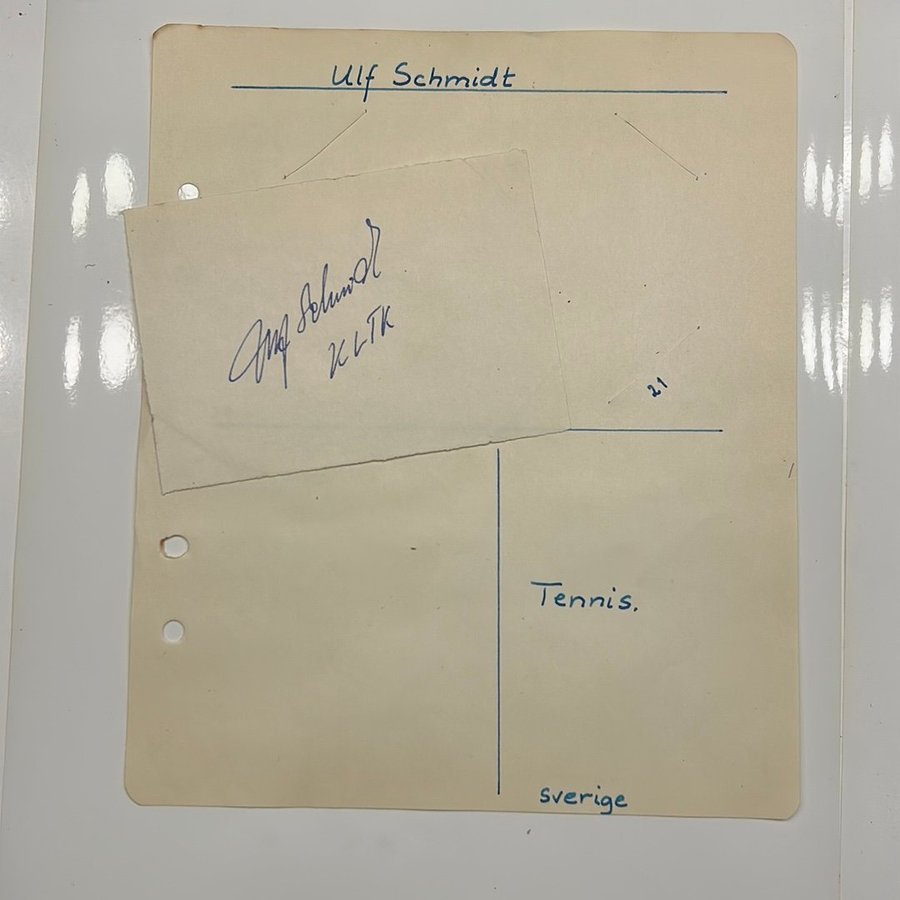 Ulf Schmidt
Ulf Schmidt
KLTK
21
Tennis.
sverige